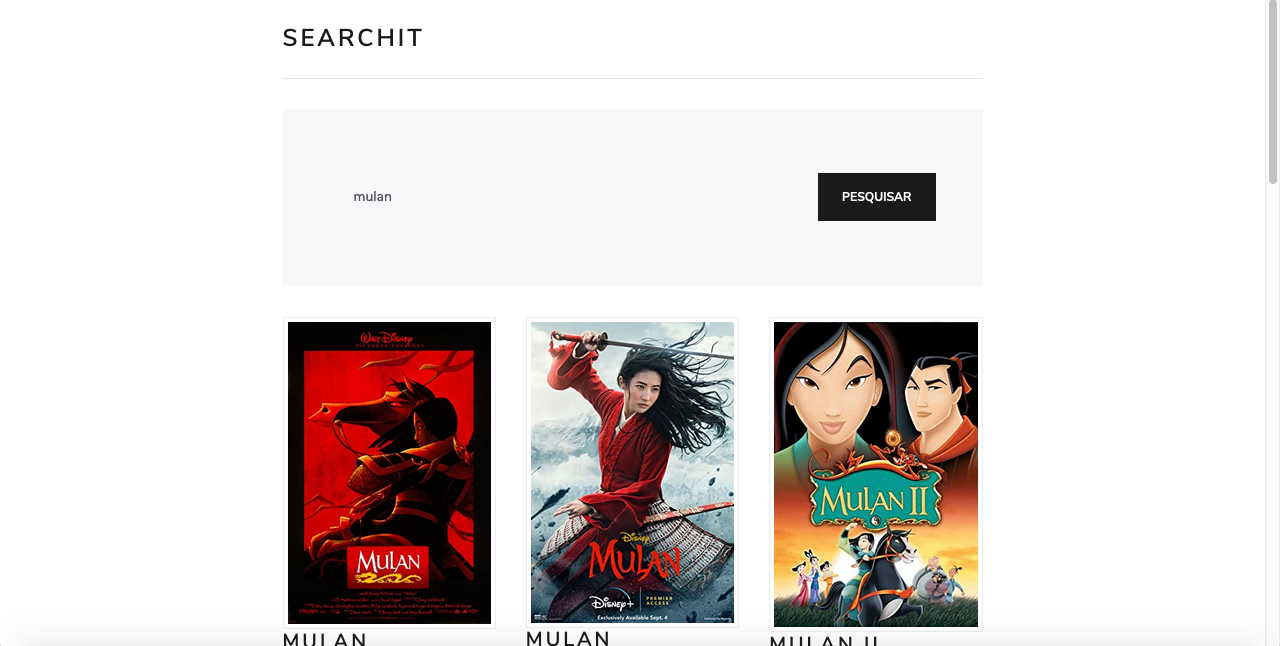 SEARCHIT
mulan
PESQUISAR
WALT DISNEY
PICTURES PRESENTS
MULAN
Disney
MULAN
Disney+
PREMIER
ACCESS
Exclusively Available Sept. 4
MULAN II
MULAN
MULAN
MULAN II